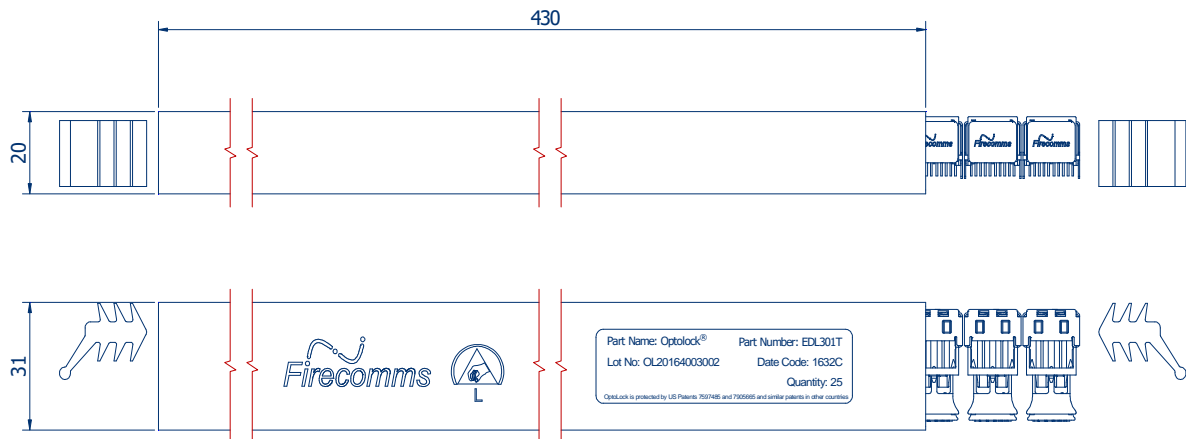 430
20
ecomms
Firecomms
Firecomms
31
Firecomms
L
Part Name: Optolock® Part Number: EDL301T
Lot No: OL20164003002 Date Code: 1632C
Quantity: 25
OptoLock is protected by US Patents 7597485 and 7905665 and similar patents in other countries